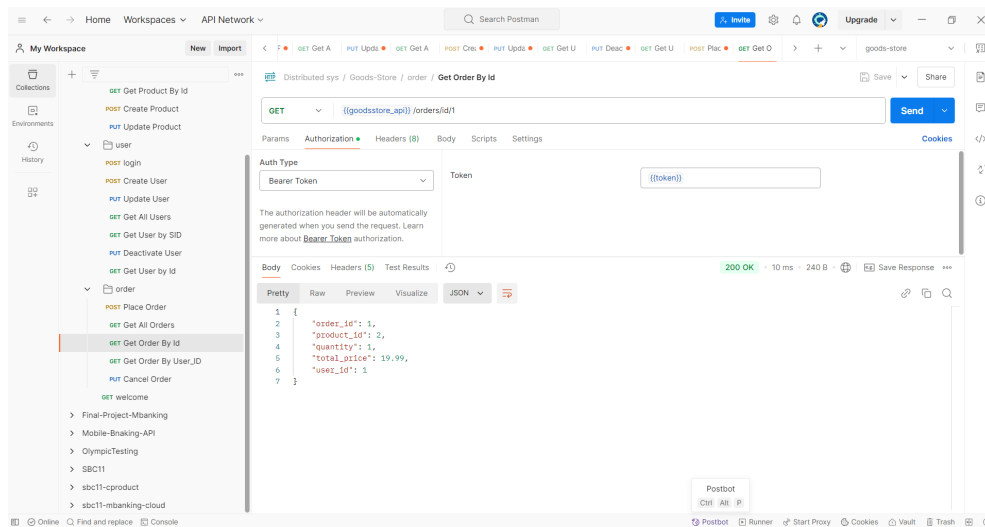 Home Workspaces API Network Search Postman Invite Upgrade
My Workspace New Import GET Get A PUT Upda GET Get A POST Crea PUT Upda GET Get U PUT Deac GET Get U POST Plac GET Get O goods-store
Collections
Environments
History
GET Get Product By Id
POST Create Product
PUT Update Product
user
POST login
POST Create User
PUT Update User
GET Get All Users
GET Get User by SID
PUT Deactivate User
GET Get User by Id
order
POST Place Order
GET Get All Orders
GET Get Order By Id
GET Get Order By User_ID
PUT Cancel Order
GET welcome
Final-Project-Mbanking
Mobile-Bnaking-API
OlympicTesting
SBC11
sbc11-cproduct
sbc11-mbanking-cloud
HTTP Distributed sys / Goods-Store / order / Get Order By Id Save Share
GET {{goodsstore_api}} /orders/id/1 Send
Params Authorization Headers (8) Body Scripts Settings Cookies
Auth Type
Bearer Token
Token {{token}}
The authorization header will be automatically
generated when you send the request. Learn
more about Bearer Token authorization.
Body Cookies Headers (5) Test Results 200 OK 10 ms 240 B e.g. Save Response
Pretty Raw Preview Visualize JSON
1 {
2 "order_id": 1,
3 "product_id": 2,
4 "quantity": 1,
5 "total_price": 19.99,
6 "user_id": 1
7 }
Postbot
Ctrl Alt P
Online Find and replace Console Postbot Runner Start Proxy Cookies Vault Trash